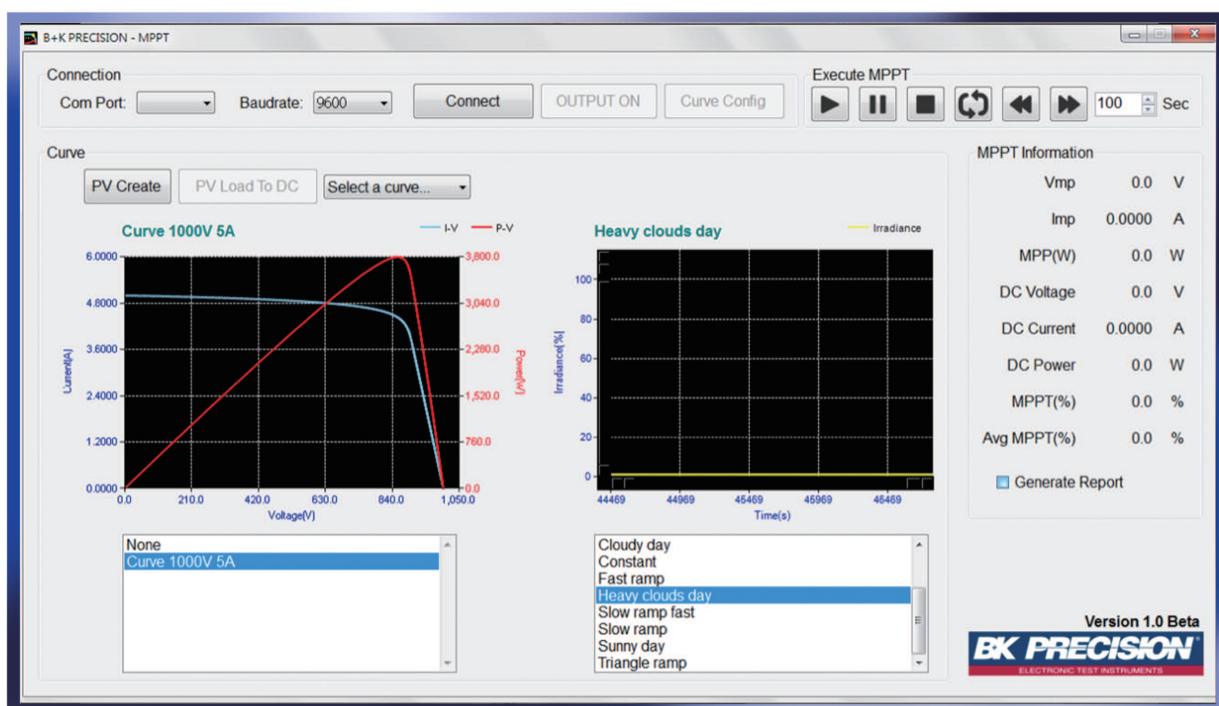 B+K PRECISION - MPPT
Connection
Com Port:
Baudrate: 9600
Connect
OUTPUT ON
Curve Config
Execute MPPT
100 Sec
Curve
PV Create
PV Load To DC
Select a curve...
Curve 1000V 5A
I-V
P-V
6.0000
4.8000
3.6000
2.4000
1.2000
0.0000
Current(A)
3,800.0
3,040.0
2,280.0
1,520.0
760.0
0.0
Power(W)
0.0 210.0 420.0 630.0 840.0 1,050.0
Voltage(V)
None
Curve 1000V 5A
Heavy clouds day
Irradiance
100
80
60
40
20
0
Irradiance(%)
44469 44969 45469 45969 46469
Time(s)
Cloudy day
Constant
Fast ramp
Heavy clouds day
Slow ramp fast
Slow ramp
Sunny day
Triangle ramp
MPPT Information
Vmp 0.0 V
Imp 0.0000 A
MPP(W) 0.0 W
DC Voltage 0.0 V
DC Current 0.0000 A
DC Power 0.0 W
MPPT(%) 0.0 %
Avg MPPT(%) 0.0 %
Generate Report
Version 1.0 Beta
BK PRECISION
ELECTRONIC TEST INSTRUMENTS